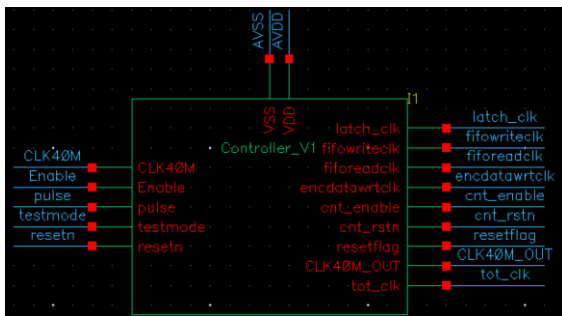 AVSS
AVDD
I1
VSS
VDD
Controller_V1
CLK40M
Enable
pulse
testmode
resetn
CLK40M
Enable
pulse
testmode
resetn
latch_clk
fifowriteclk
fiforeadclk
encdatawrtclk
cnt_enable
cnt_rstn
resetflag
CLK40M_OUT
tot_clk
latch_clk
fifowriteclk
fiforeadclk
encdatawrtclk
cnt_enable
cnt_rstn
resetflag
CLK40M_OUT
tot_clk